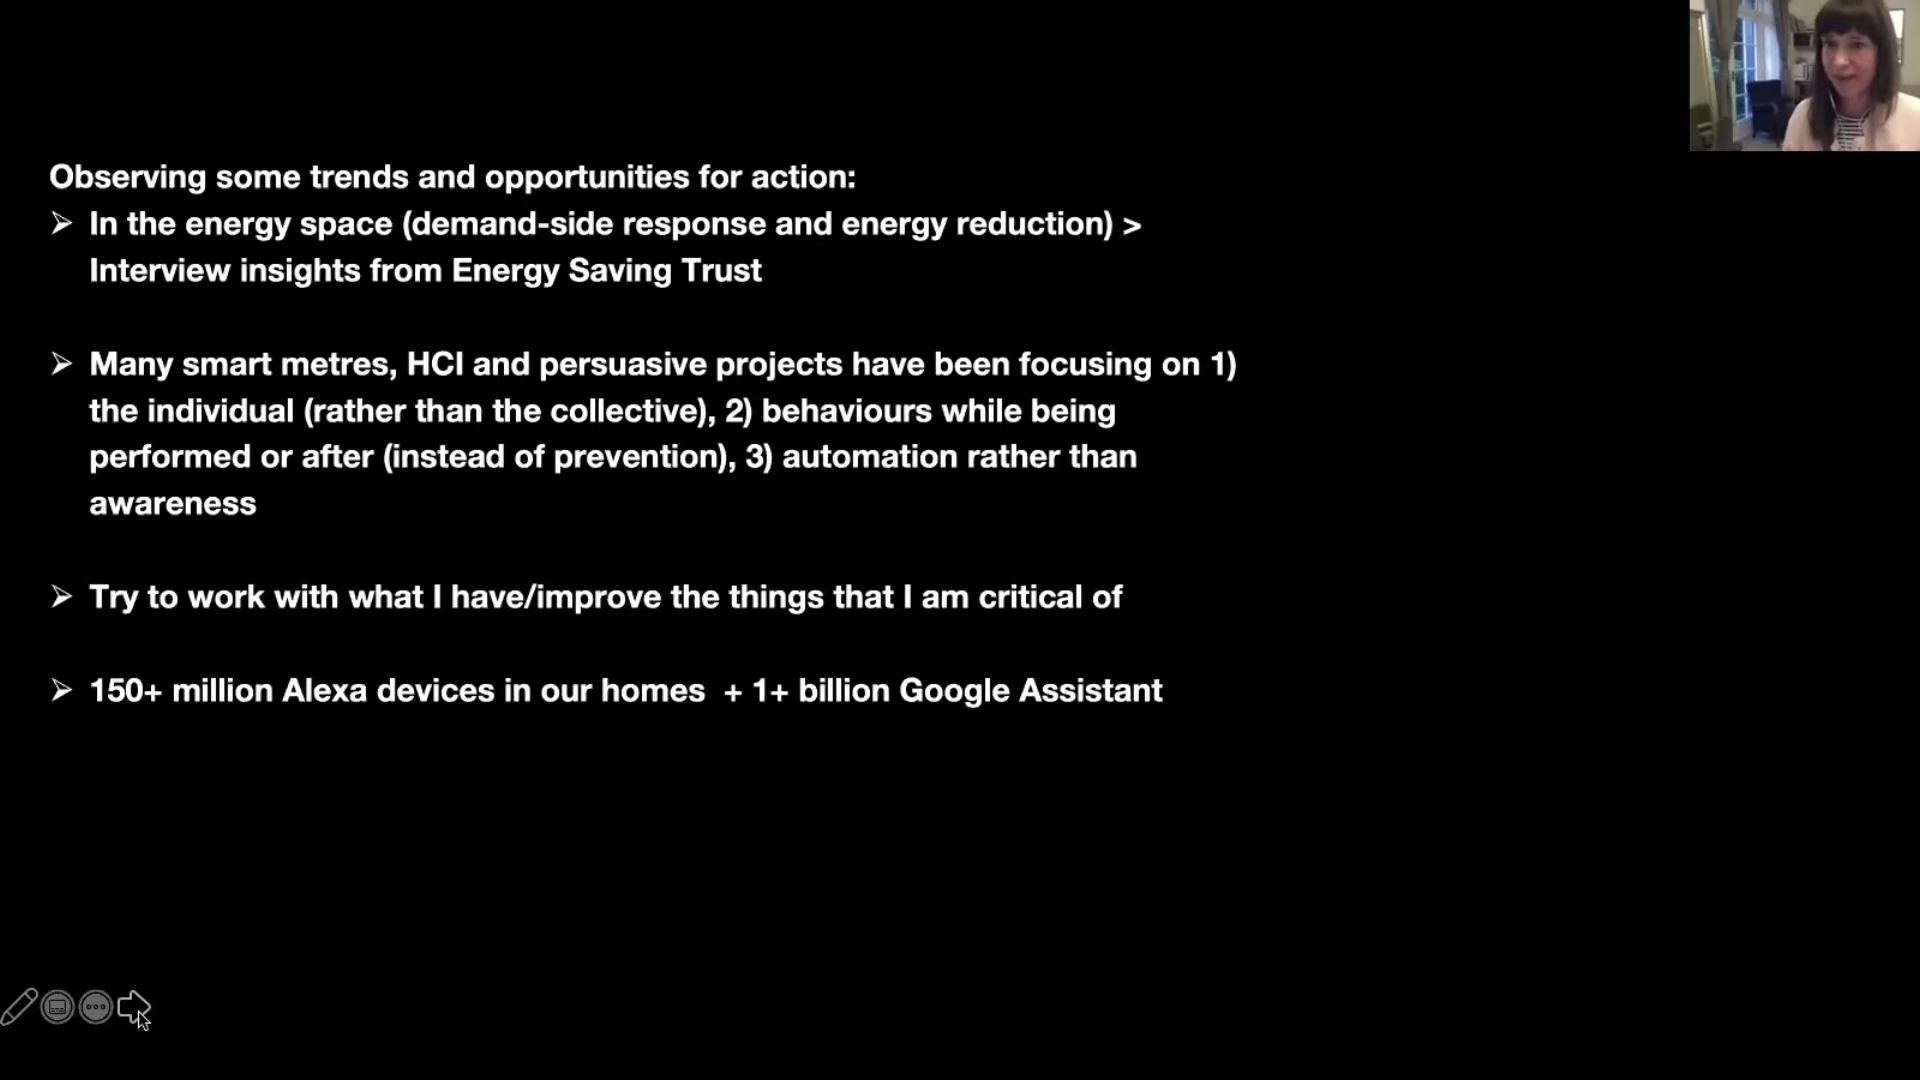 Observing some trends and opportunities for action:
➢ In the energy space (demand-side response and energy reduction) >
Interview insights from Energy Saving Trust
➢ Many smart metres, HCI and persuasive projects have been focusing on 1)
the individual (rather than the collective), 2) behaviours while being
performed or after (instead of prevention), 3) automation rather than
awareness
➢ Try to work with what I have/improve the things that I am critical of
➢ 150+ million Alexa devices in our homes  + 1+ billion Google Assistant